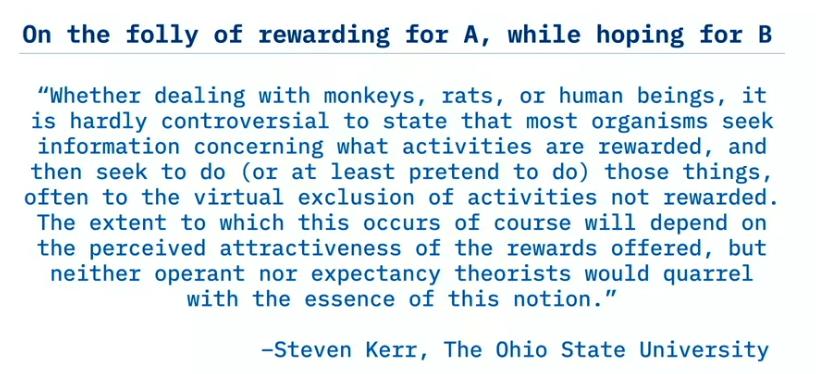 On the folly of rewarding for A, while hoping for B
“Whether dealing with monkeys, rats, or human beings, it
is hardly controversial to state that most organisms seek
information concerning what activities are rewarded, and
then seek to do (or at least pretend to do) those things,
often to the virtual exclusion of activities not rewarded.
The extent to which this occurs of course will depend on
the perceived attractiveness of the rewards offered, but
neither operant nor expectancy theorists would quarrel
with the essence of this notion.”
–Steven Kerr, The Ohio State University